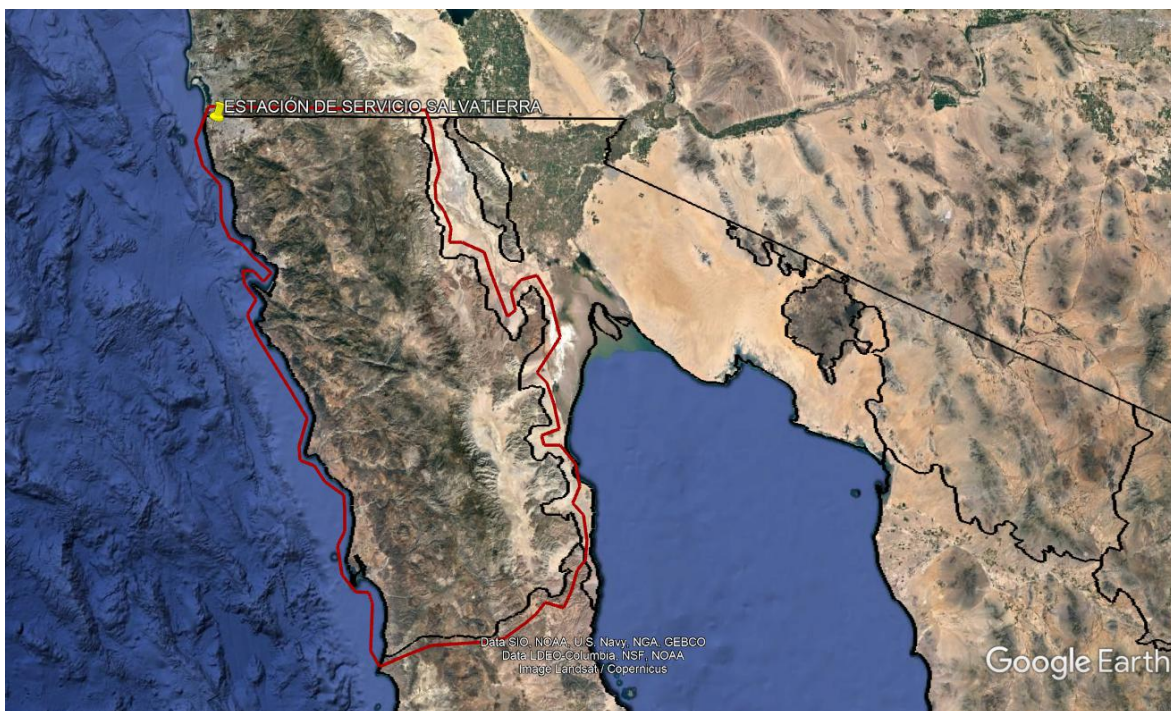 ESTACIÓN DE SERVICIO SALVATIERRA
Data SIO, NOAA, U.S. Navy, NGA, GEBCO
Data LDEO-Columbia, NSF, NOAA
Image Landsat / Copernicus
Google Earth